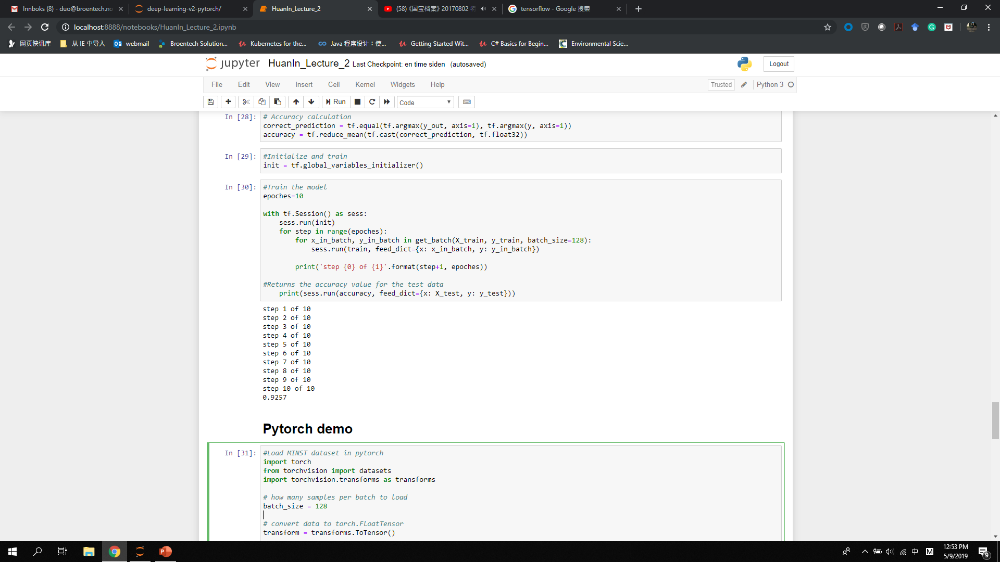 Innboks (8) - duo@broentech.no
deep-learning-v2-pytorch/
HuanIn_Lecture_2
(58)《国宝档案》 20170802
tensorflow - Google 搜索
localhost:8888/notebooks/HuanIn_Lecture_2.ipynb
网页快讯库
从 IE 中导入
webmail
Broentech Solution...
Kubernetes for the...
Java 程序设计：使...
Getting Started Wit...
C# Basics for Begin...
Environmental Scie...
jupyter HuanIn_Lecture_2 Last Checkpoint: en time siden (autosaved)
Logout
File Edit View Insert Cell Kernel Widgets Help
Trusted
Python 3
Run
Code
In [28]: # Accuracy calculation
correct_prediction = tf.equal(tf.argmax(y_out, axis=1), tf.argmax(y, axis=1))
accuracy = tf.reduce_mean(tf.cast(correct_prediction, tf.float32))
In [29]: #Initialize and train
init = tf.global_variables_initializer()
In [30]: #Train the model
epoches=10
with tf.Session() as sess:
sess.run(init)
for step in range(epoches):
for x_in_batch, y_in_batch in get_batch(X_train, y_train, batch_size=128):
sess.run(train, feed_dict={x: x_in_batch, y: y_in_batch})
print('step {0} of {1}'.format(step+1, epoches))
#Returns the accuracy value for the test data
print(sess.run(accuracy, feed_dict={x: X_test, y: y_test}))
step 1 of 10
step 2 of 10
step 3 of 10
step 4 of 10
step 5 of 10
step 6 of 10
step 7 of 10
step 8 of 10
step 9 of 10
step 10 of 10
0.9257
Pytorch demo
In [31]: #Load MINST dataset in pytorch
import torch
from torchvision import datasets
import torchvision.transforms as transforms
# how many samples per batch to load
batch_size = 128
# convert data to torch.FloatTensor
transform = transforms.ToTensor()
中
M
12:53 PM
5/9/2019
9